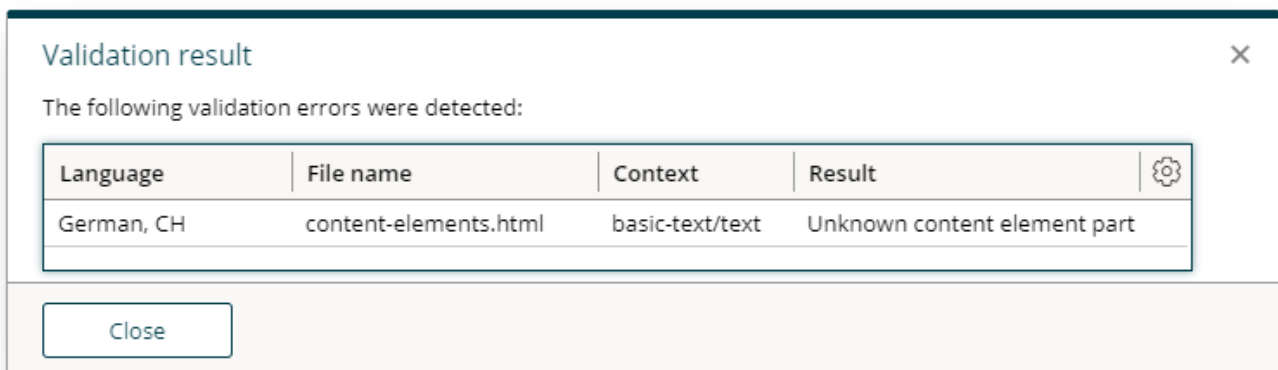 Validation result
The following validation errors were detected:
Language File name Context Result
German, CH content-elements.html basic-text/text Unknown content element part
Close